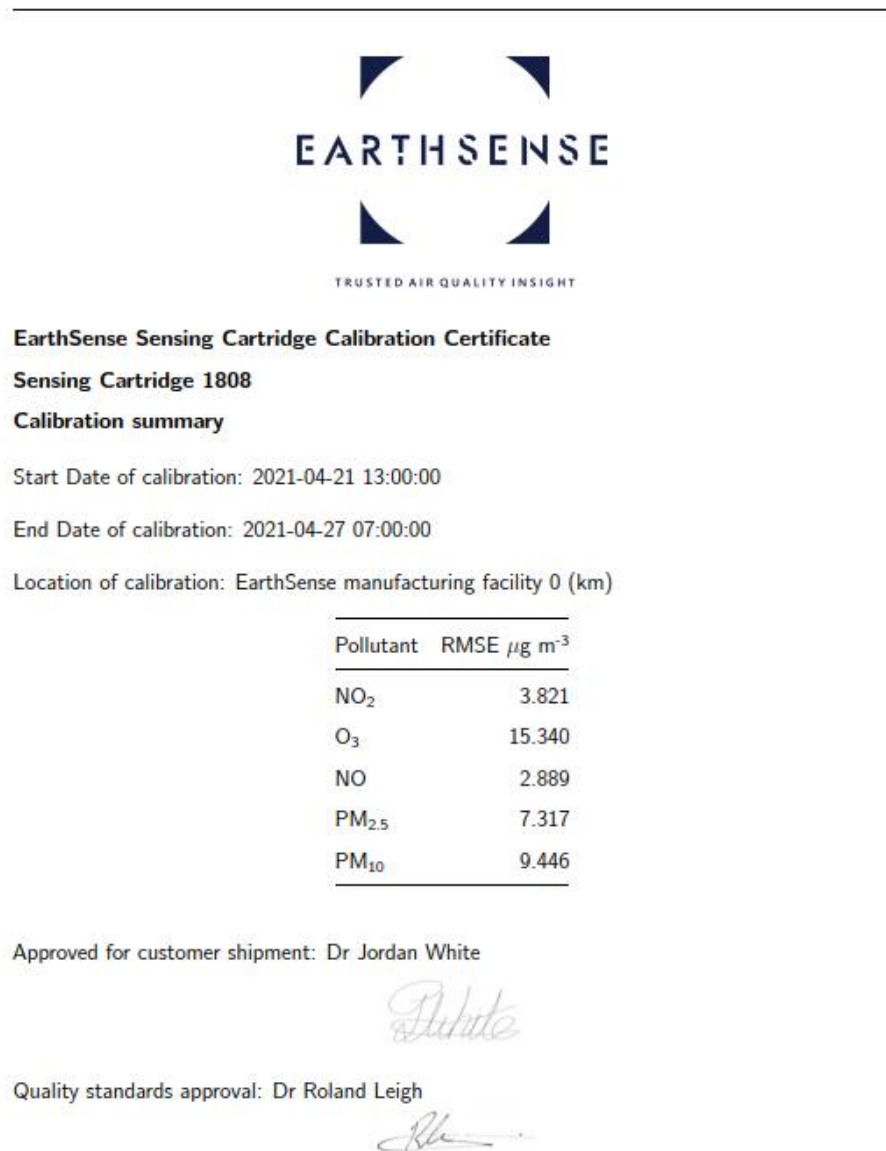 EARTHSENSE
TRUSTED AIR QUALITY INSIGHT
EarthSense Sensing Cartridge Calibration Certificate
Sensing Cartridge 1808
Calibration summary
Start Date of calibration: 2021-04-21 13:00:00
End Date of calibration: 2021-04-27 07:00:00
Location of calibration: EarthSense manufacturing facility 0 (km)
Pollutant RMSE μg m⁻³
NO₂ 3.821
O₃ 15.340
NO 2.889
PM₂.₅ 7.317
PM₁₀ 9.446
Approved for customer shipment: Dr Jordan White
JWhite
Quality standards approval: Dr Roland Leigh